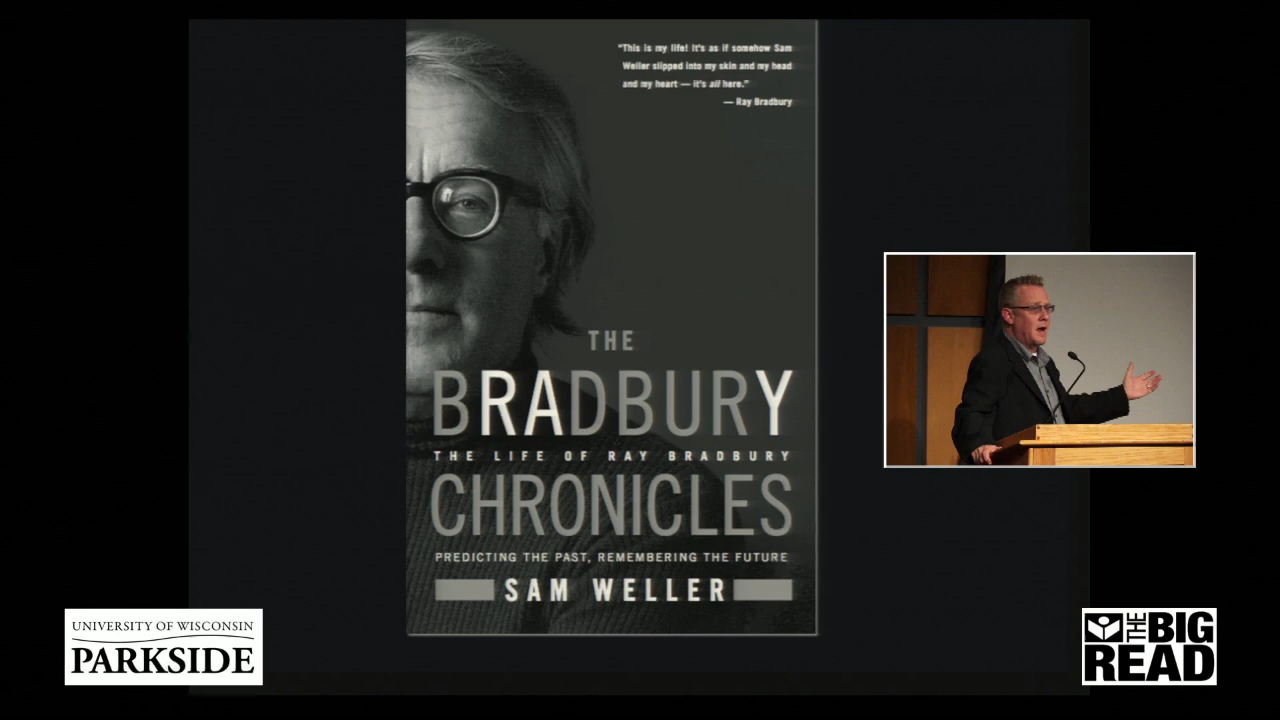 "This is my life! It's as if somehow Sam
Weller slipped into my skin and my head
and my heart — it's all here."
— Ray Bradbury
THE
BRADBURY
THE LIFE OF RAY BRADBURY
CHRONICLES
PREDICTING THE PAST, REMEMBERING THE FUTURE
SAM WELLER
UNIVERSITY OF WISCONSIN
PARKSIDE
THE BIG
READ